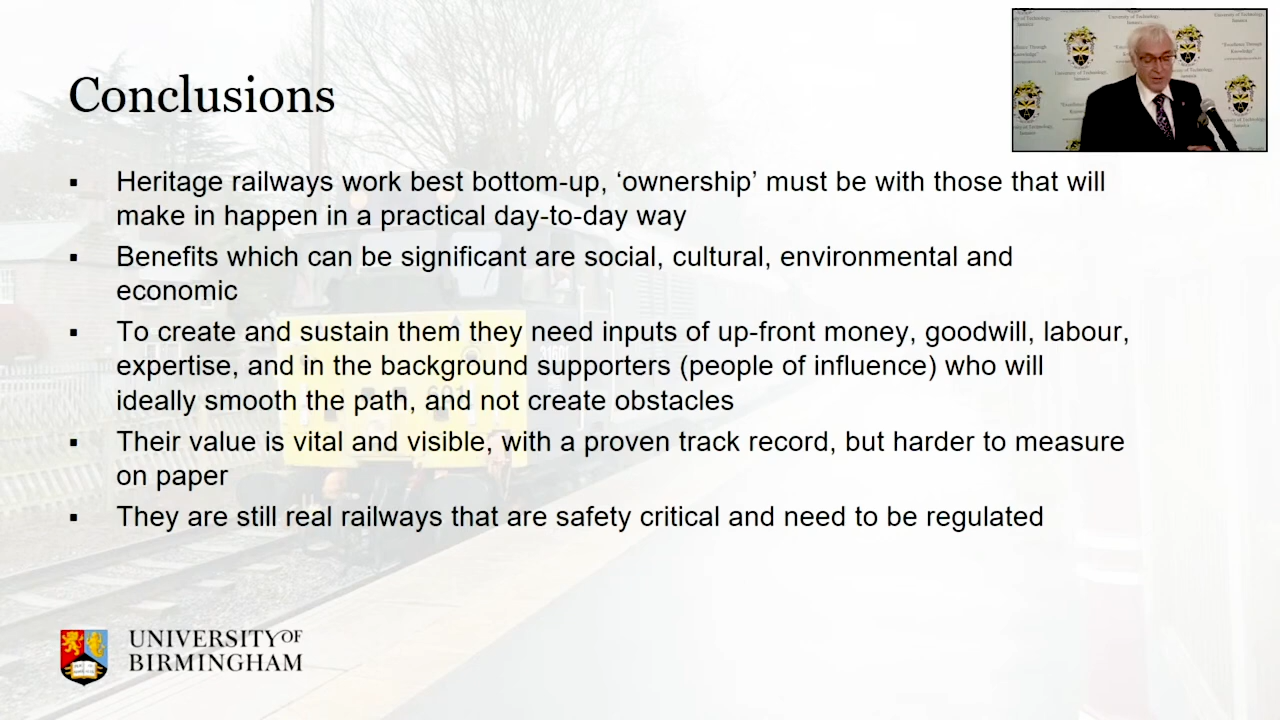 Conclusions
▪ Heritage railways work best bottom-up, ‘ownership’ must be with those that will
make in happen in a practical day-to-day way
▪ Benefits which can be significant are social, cultural, environmental and
economic
▪ To create and sustain them they need inputs of up-front money, goodwill, labour,
expertise, and in the background supporters (people of influence) who will
ideally smooth the path, and not create obstacles
▪ Their value is vital and visible, with a proven track record, but harder to measure
on paper
▪ They are still real railways that are safety critical and need to be regulated
UNIVERSITY OF
BIRMINGHAM
University of Technology,
Jamaica